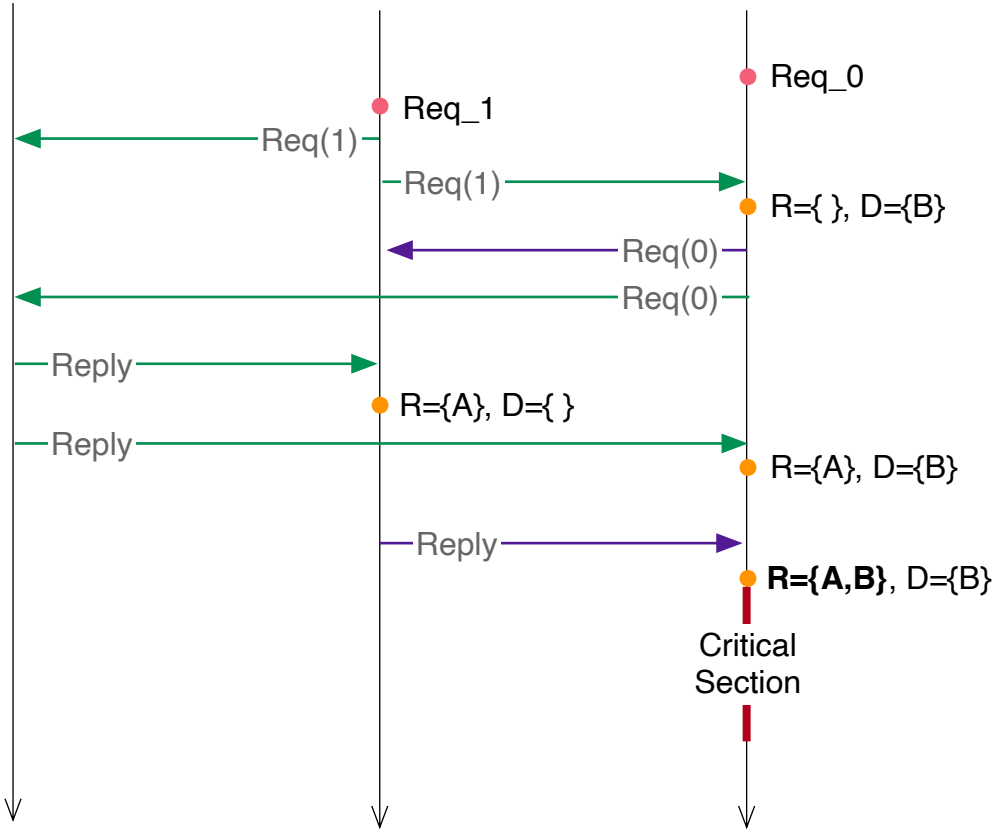 Req_0
Req_1
Req(1)
Req(1)
R={ }, D={B}
Req(0)
Req(0)
Reply
R={A}, D={ }
Reply
R={A}, D={B}
Reply
R={A,B}, D={B}
Critical
Section